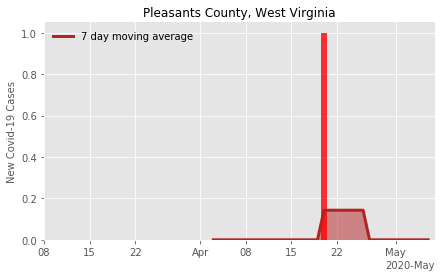 Pleasants County, West Virginia
7 day moving average
New Covid-19 Cases
1.0
0.8
0.6
0.4
0.2
0.0
08 15 22 Apr 08 15 22 May
2020-May